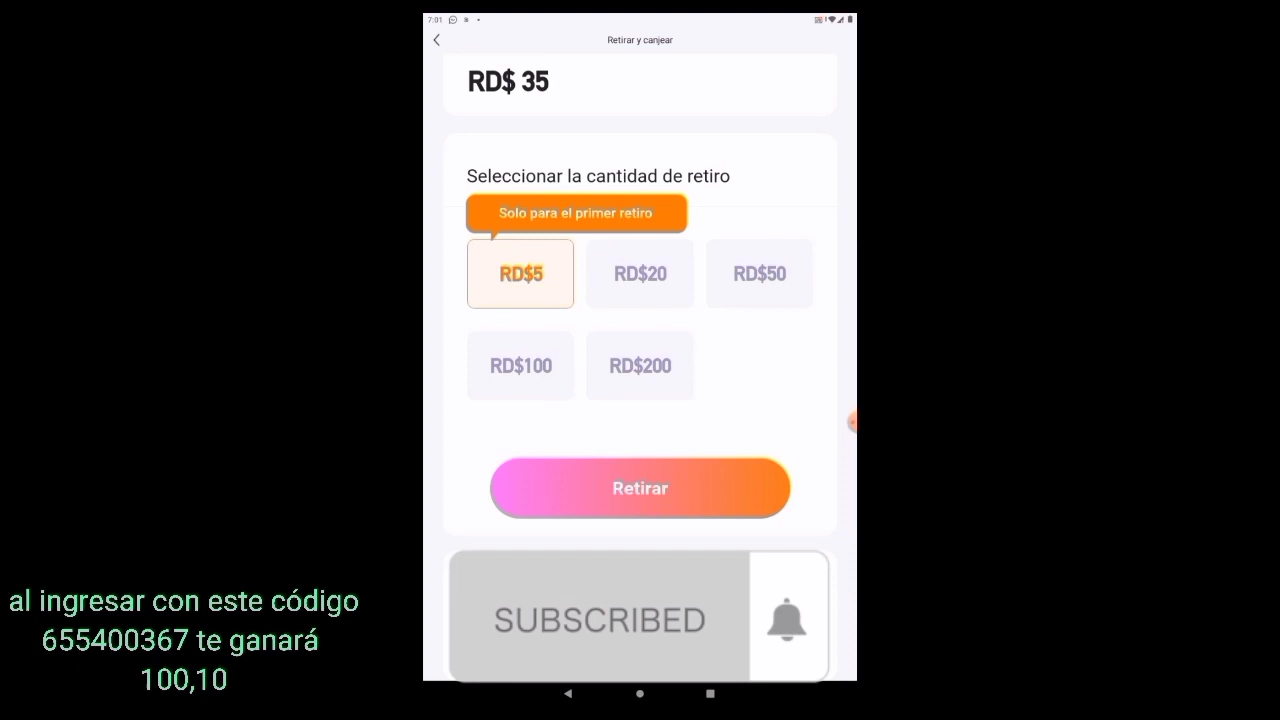 7:01
Retirar y canjear
RD$ 35
Seleccionar la cantidad de retiro
Solo para el primer retiro
RD$5
RD$20
RD$50
RD$100
RD$200
Retirar
SUBSCRIBED
al ingresar con este código
655400367 te ganará
100,10